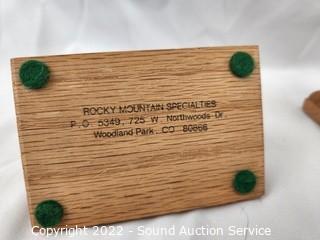 ROCKY MOUNTAIN SPECIALTIES
P.O. 5349, 725 W. Northwoods Dr.
Woodland Park, CO 80866
Copyright 2022 - Sound Auction Service